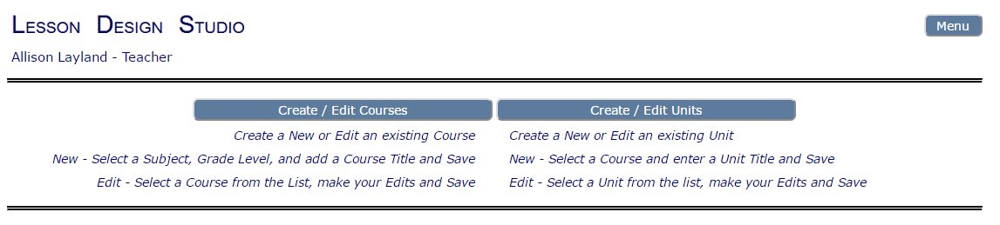 Lesson Design Studio
Menu
Allison Layland - Teacher
Create / Edit Courses
Create / Edit Units
Create a New or Edit an existing Course
Create a New or Edit an existing Unit
New - Select a Subject, Grade Level, and add a Course Title and Save
New - Select a Course and enter a Unit Title and Save
Edit - Select a Course from the List, make your Edits and Save
Edit - Select a Unit from the list, make your Edits and Save